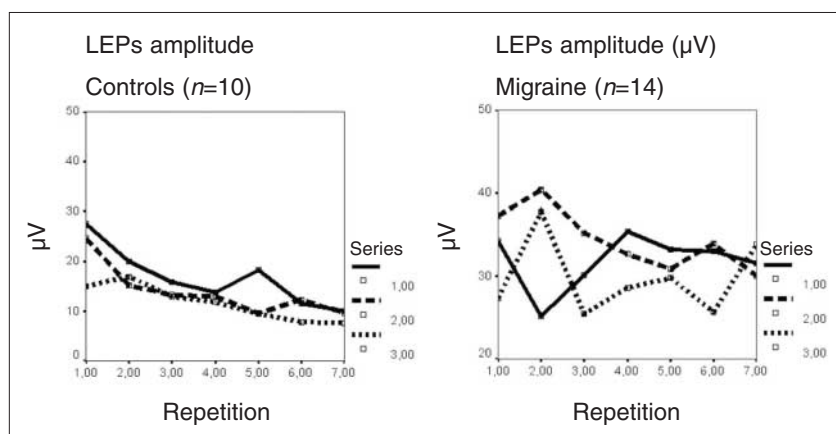 LEPs amplitude
Controls (n=10)
50
40
30
20
10
0
µV
1,00 2,00 3,00 4,00 5,00 6,00 7,00
Repetition
Series
1,00
2,00
3,00
LEPs amplitude (µV)
Migraine (n=14)
50
40
30
20
µV
1,00 2,00 3,00 4,00 5,00 6,00 7,00
Repetition
Series
1,00
2,00
3,00